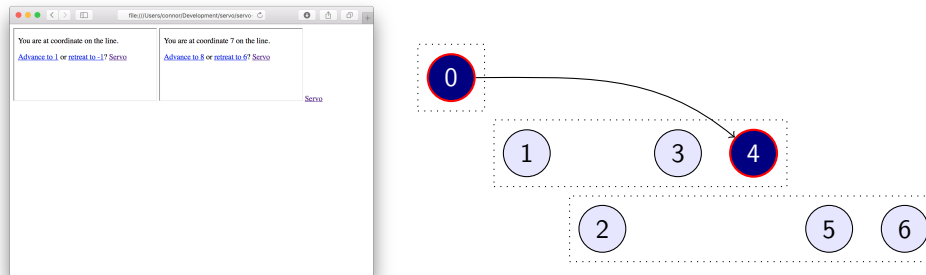 file:///Users/connor/Development/servo/servo-
You are at coordinate on the line.
Advance to 1 or retreat to -1? Servo
You are at coordinate 7 on the line.
Advance to 8 or retreat to 6? Servo
Servo
0
1 3 4
2 5 6